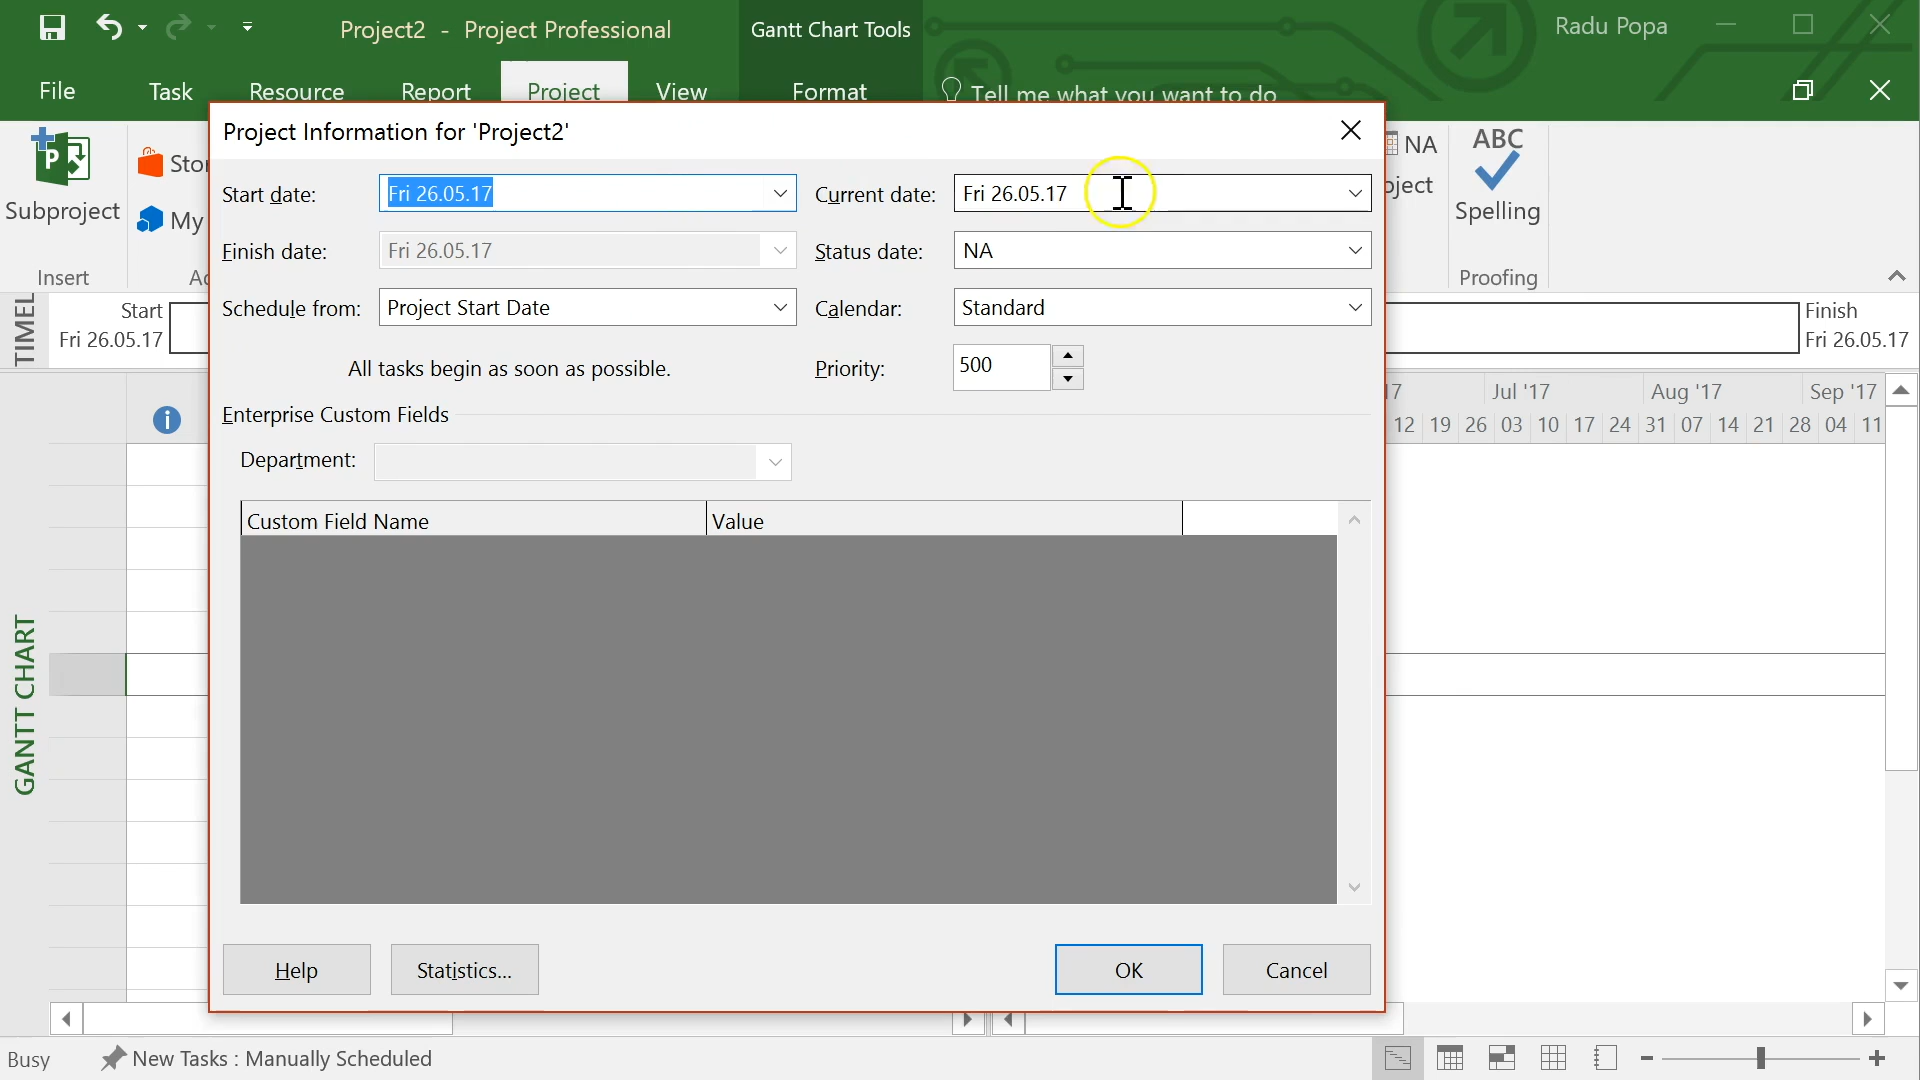 Project2 - Project Professional
Gantt Chart Tools
Radu Popa
File Task Resource Report Project View Format Tell me what you want to do
Project Information for 'Project2'
Start date: Fri 26.05.17 Current date: Fri 26.05.17
Finish date: Fri 26.05.17 Status date: NA
Schedule from: Project Start Date Calendar: Standard
All tasks begin as soon as possible. Priority: 500
Enterprise Custom Fields
Department:
Custom Field Name Value
Help Statistics... OK Cancel
P
Subproject
Stor
My
Insert
NA
ABC
Spelling
Proofing
Start
Fri 26.05.17
Finish
Fri 26.05.17
Jul '17 Aug '17 Sep '17
12 19 26 03 10 17 24 31 07 14 21 28 04 11
GANTT CHART
Busy New Tasks : Manually Scheduled